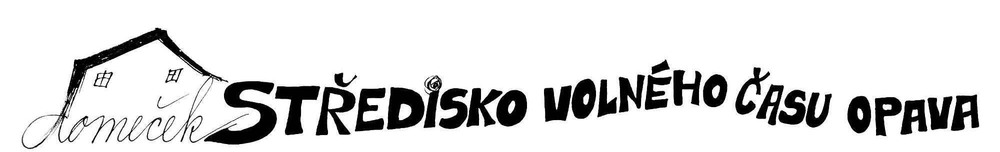 domeček STŘEDiSKO VOLNÉHO ČASU OPAVA